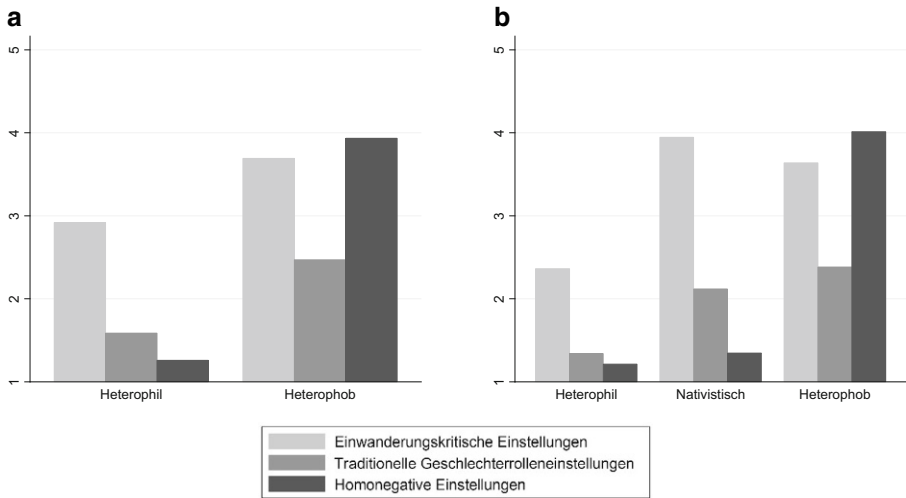 a
5
4
3
2
1
Heterophil Heterophob
b
5
4
3
2
1
Heterophil Nativistisch Heterophob
Einwanderungskritische Einstellungen
Traditionelle Geschlechterrolleneinstellungen
Homonegative Einstellungen